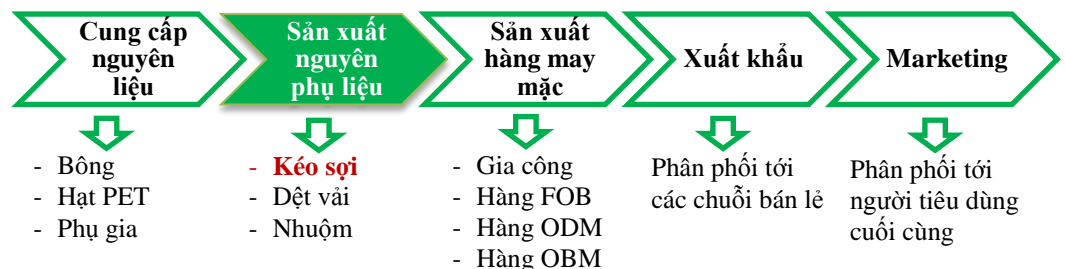 Cung cấp
nguyên
liệu
Sản xuất
nguyên
phụ liệu
Sản xuất
hàng may
mặc
Xuất khẩu
Marketing
- Bông
- Hạt PET
- Phụ gia
- Kéo sợi
- Dệt vải
- Nhuộm
- Gia công
- Hàng FOB
- Hàng ODM
- Hàng OBM
Phân phối tới
các chuỗi bán lẻ
Phân phối tới
người tiêu dùng
cuối cùng